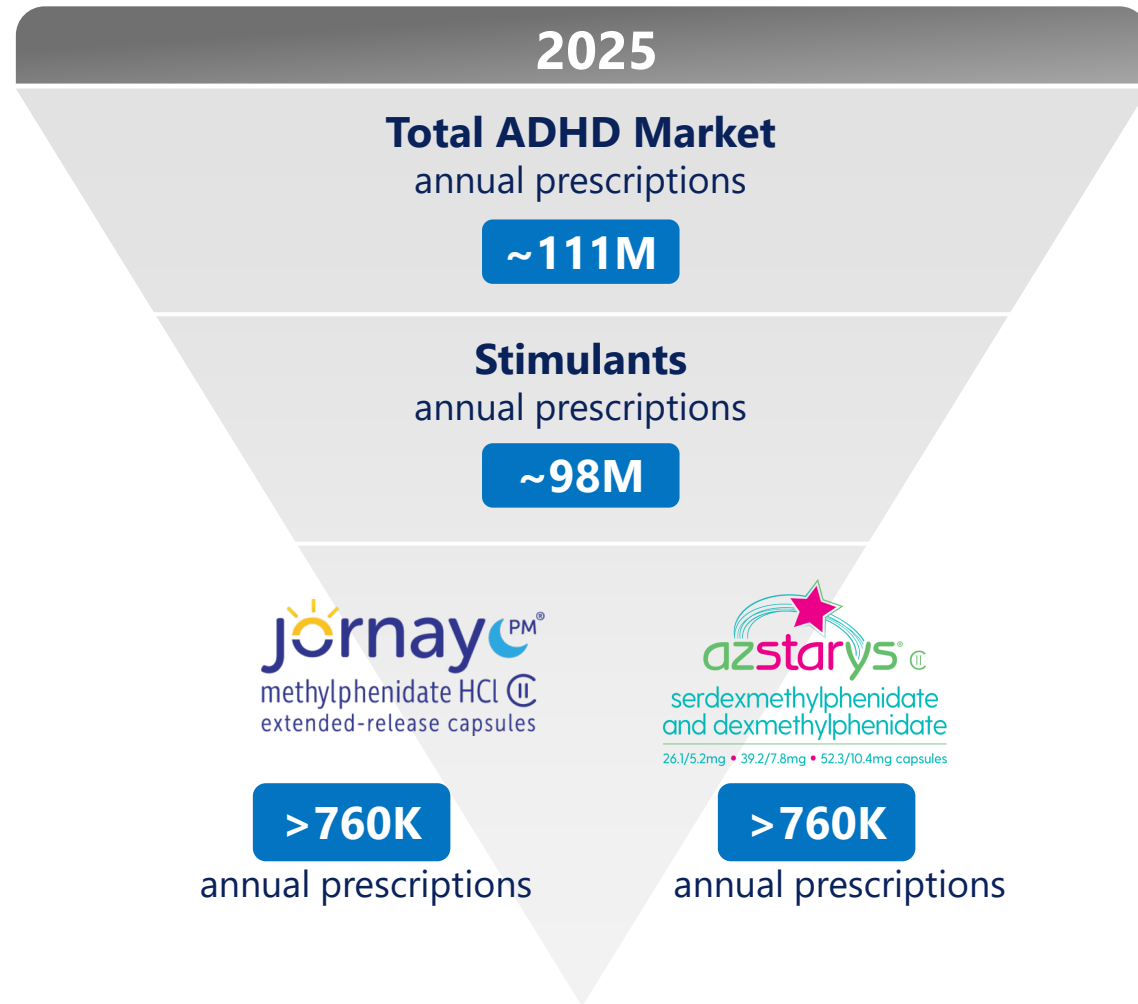 2025
Total ADHD Market
annual prescriptions
~111M
Stimulants
annual prescriptions
~98M
jornay PM®
methylphenidate HCl CII
extended-release capsules
>760K
annual prescriptions
azstarys® CII
serdexmethylphenidate
and dexmethylphenidate
26.1/5.2mg • 39.2/7.8mg • 52.3/10.4mg capsules
>760K
annual prescriptions